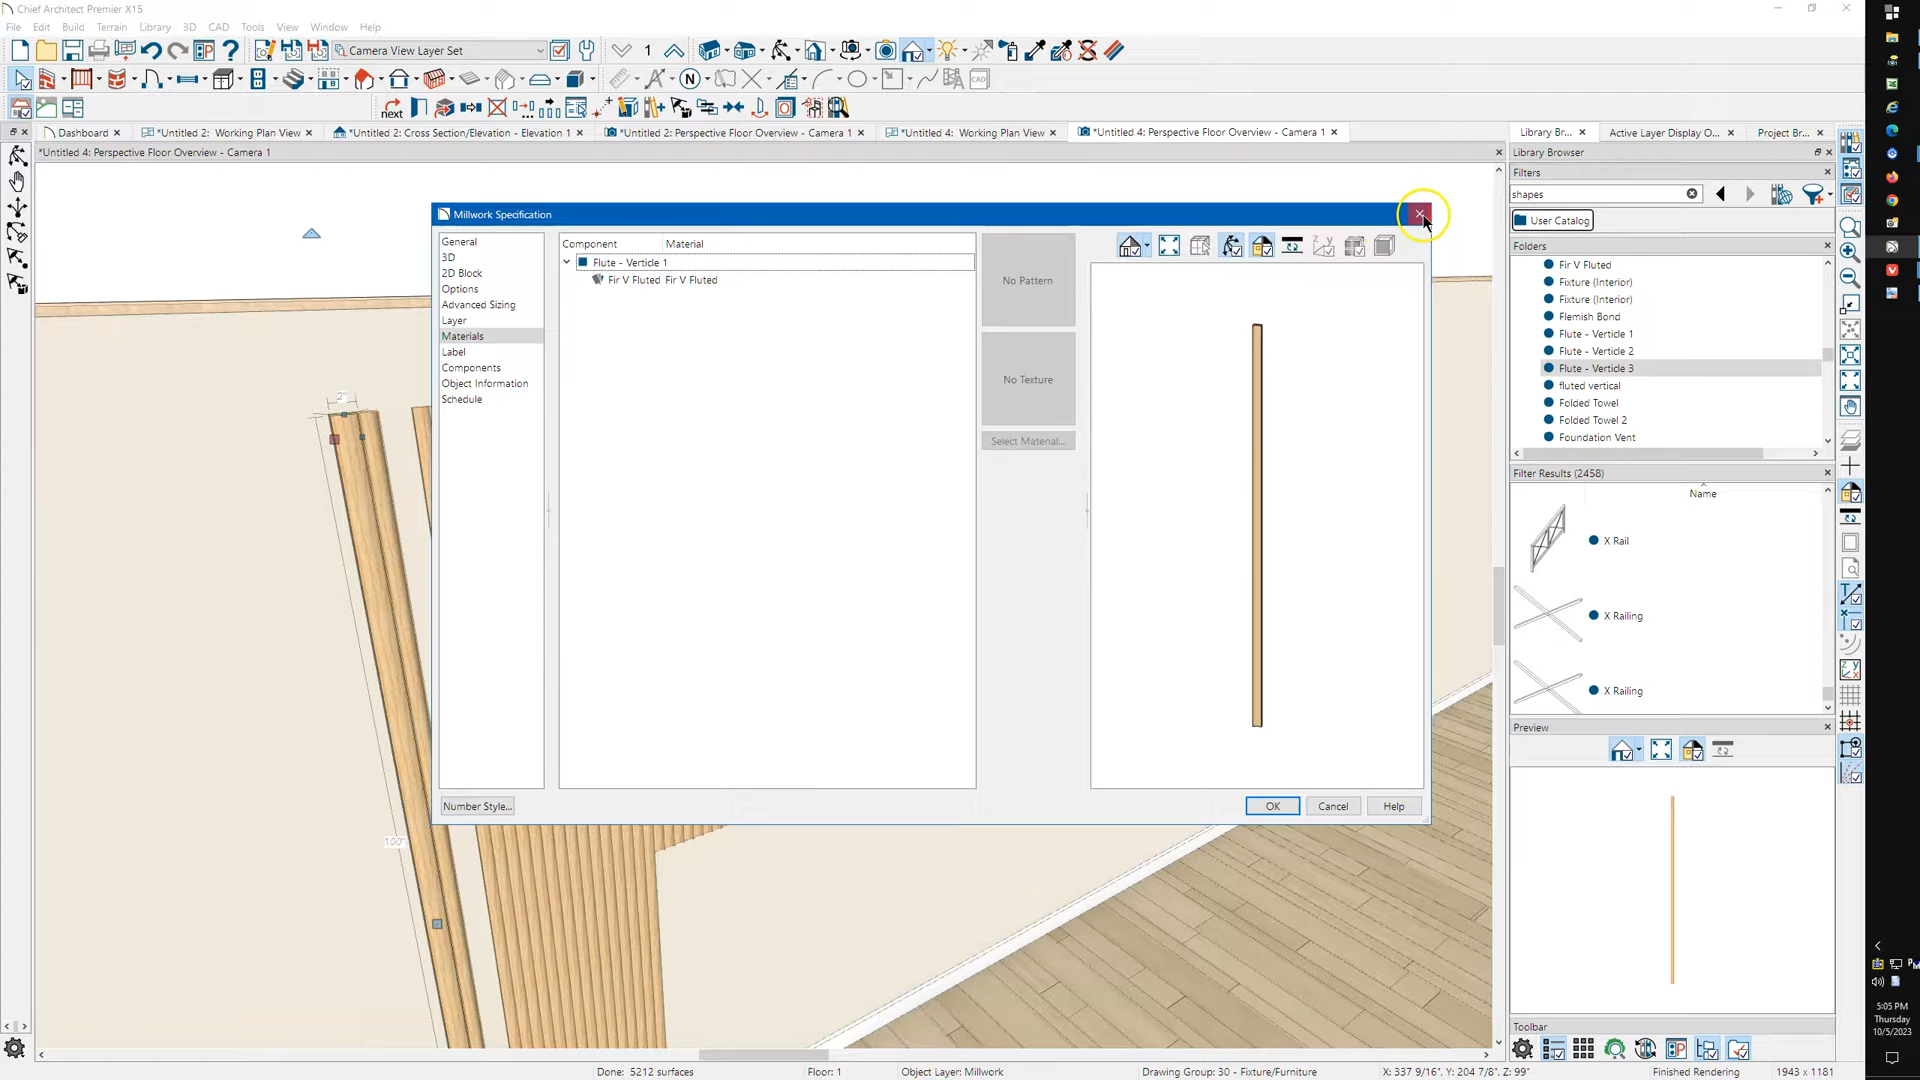 Chief Architect Premier X15
File Edit Build Terrain Library 3D CAD Tools View Window Help
Camera View Layer Set 1
next
Dashboard *Untitled 2: Working Plan View *Untitled 2: Cross Section/Elevation - Elevation 1 *Untitled 2: Perspective Floor Overview - Camera 1 *Untitled 4: Working Plan View *Untitled 4: Perspective Floor Overview - Camera 1 Library Br... Active Layer Display O... Project Br...
*Untitled 4: Perspective Floor Overview - Camera 1
Library Browser
Filters
shapes
User Catalog
Folders
Fir V Fluted
Fixture (Interior)
Fixture (Interior)
Flemish Bond
Flute - Verticle 1
Flute - Verticle 2
Flute - Verticle 3
fluted vertical
Folded Towel
Folded Towel 2
Foundation Vent
Filter Results (2458)
Name
X Rail
X Railing
X Railing
Preview
Toolbar
Millwork Specification
General
3D
2D Block
Options
Advanced Sizing
Layer
Materials
Label
Components
Object Information
Schedule
Component Material
Flute - Verticle 1
Fir V Fluted Fir V Fluted
No Pattern
No Texture
Select Material...
Number Style...
OK Cancel Help
2"
100"
Done: 5212 surfaces Floor: 1 Object Layer: Millwork Drawing Group: 30 - Fixture/Furniture X: 337 9/16", Y: 204 7/8", Z: 99" Finished Rendering 1943 x 1181
5:05 PM
Thursday
10/5/2023